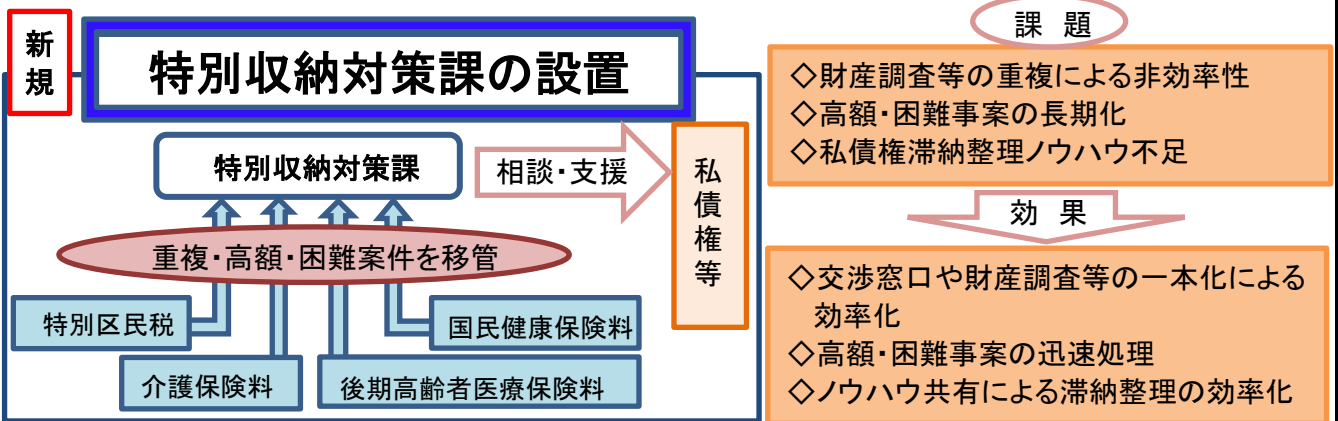 新規
特別収納対策課の設置
特別収納対策課
相談・支援
私債権等
重複・高額・困難案件を移管
特別区民税
国民健康保険料
介護保険料
後期高齢者医療保険料
課 題
◇財産調査等の重複による非効率性
◇高額・困難事案の長期化
◇私債権滞納整理ノウハウ不足
効 果
◇交渉窓口や財産調査等の一本化による
効率化
◇高額・困難事案の迅速処理
◇ノウハウ共有による滞納整理の効率化